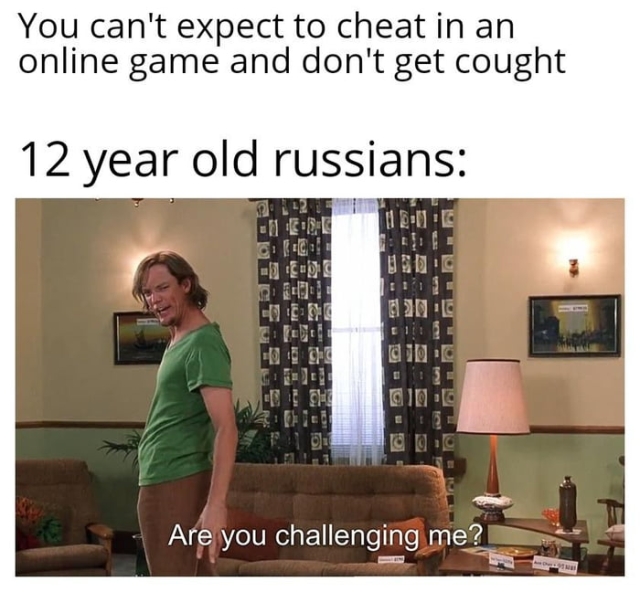 You can't expect to cheat in an
online game and don't get cought
12 year old russians:
Are you challenging me?